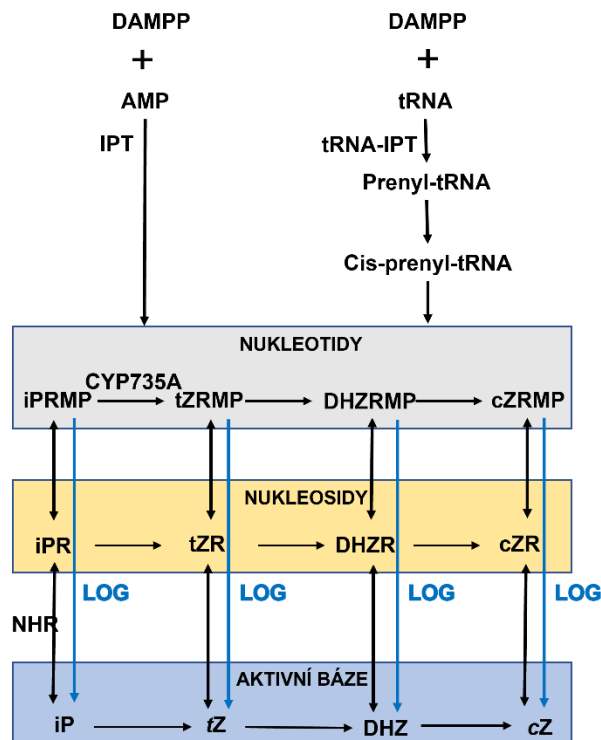 DAMPP DAMPP
+ +
AMP tRNA
IPT tRNA-IPT
Prenyl-tRNA
Cis-prenyl-tRNA
NUKLEOTIDY
CYP735A
iPRMP tZRMP DHZRMP cZRMP
NUKLEOSIDY
iPR tZR DHZR cZR
LOG LOG LOG LOG
NHR
AKTIVNÍ BÁZE
iP tZ DHZ cZ